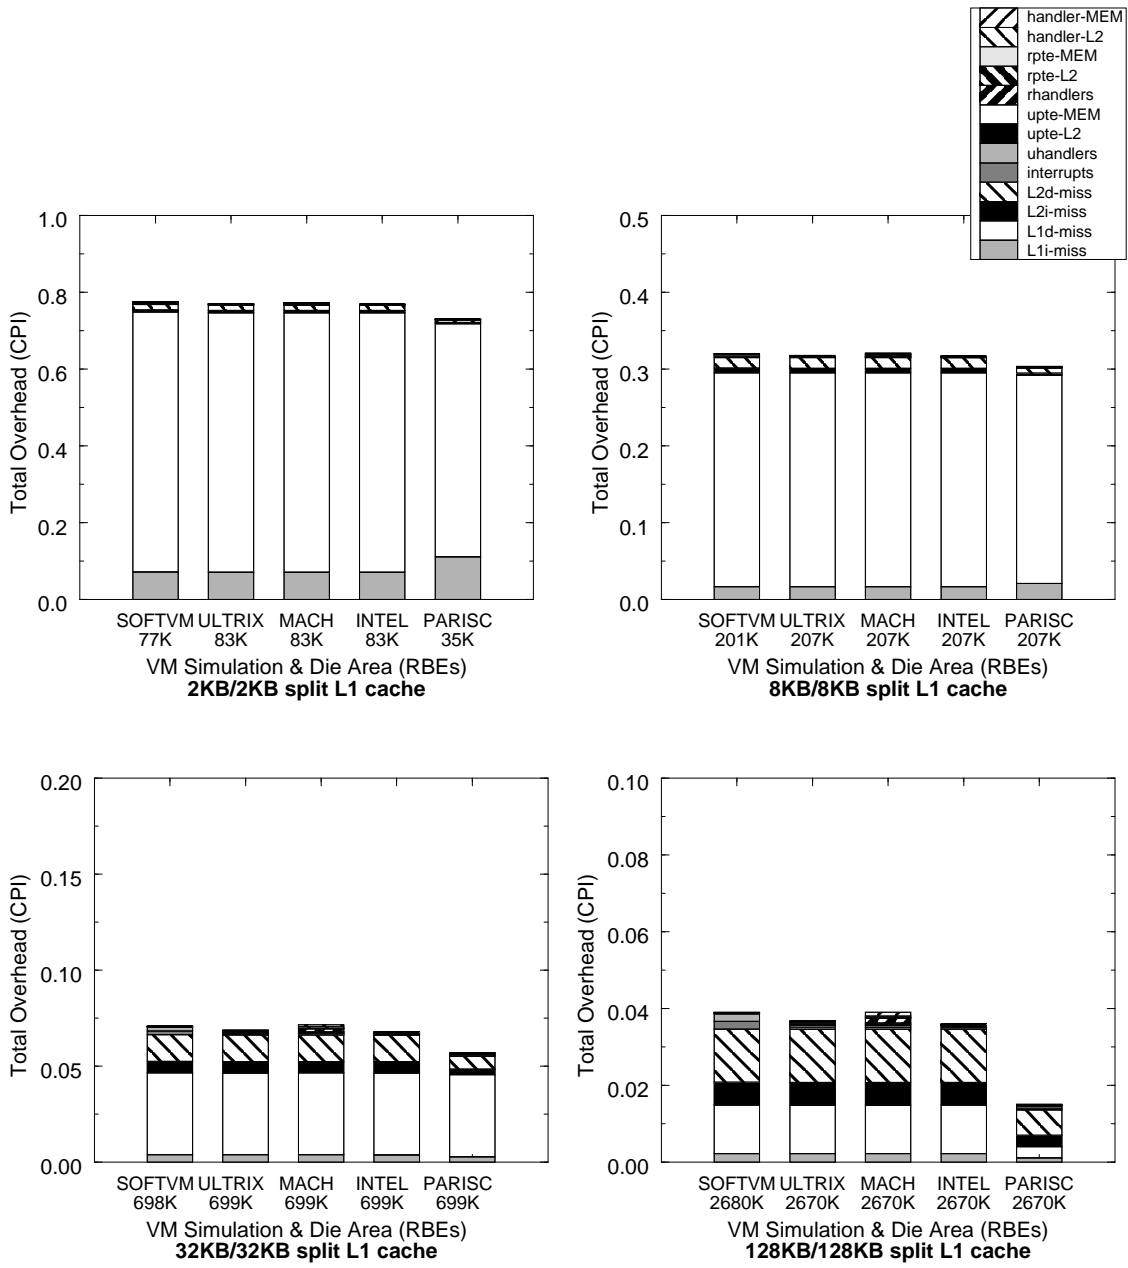 handler-MEM
handler-L2
rpte-MEM
rpte-L2
rhandlers
upte-MEM
upte-L2
uhandlers
interrupts
L2d-miss
L2i-miss
L1d-miss
L1i-miss
1.0
0.8
0.6
0.4
0.2
0.0
Total Overhead (CPI)
SOFTVM ULTRIX MACH INTEL PARISC
77K 83K 83K 83K 35K
VM Simulation & Die Area (RBEs)
2KB/2KB split L1 cache
0.5
0.4
0.3
0.2
0.1
0.0
Total Overhead (CPI)
SOFTVM ULTRIX MACH INTEL PARISC
201K 207K 207K 207K 207K
VM Simulation & Die Area (RBEs)
8KB/8KB split L1 cache
0.20
0.15
0.10
0.05
0.00
Total Overhead (CPI)
SOFTVM ULTRIX MACH INTEL PARISC
698K 699K 699K 699K 699K
VM Simulation & Die Area (RBEs)
32KB/32KB split L1 cache
0.10
0.08
0.06
0.04
0.02
0.00
Total Overhead (CPI)
SOFTVM ULTRIX MACH INTEL PARISC
2680K 2670K 2670K 2670K 2670K
VM Simulation & Die Area (RBEs)
128KB/128KB split L1 cache